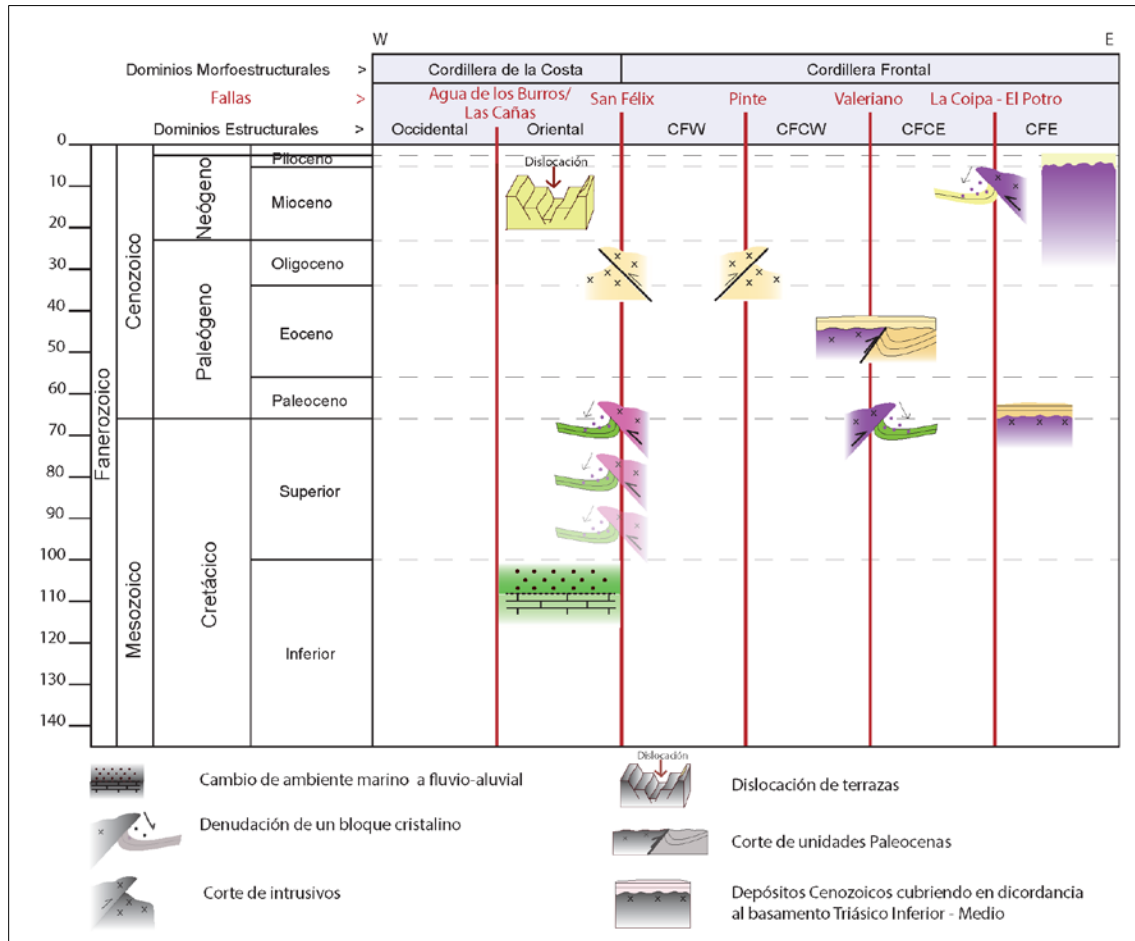 W E
Dominios Morfoestructurales > Cordillera de la Costa Cordillera Frontal
Fallas > Agua de los Burros/
Las Cañas San Félix Pinte Valeriano La Coipa - El Potro
Dominios Estructurales > Occidental Oriental CFW CFCW CFCE CFE
0
10
20
30
40
50
60
70
80
90
100
110
120
130
140
Fanerozoico
Cenozoico
Mesozoico
Neógeno
Paleógeno
Cretácico
Plioceno
Mioceno
Oligoceno
Eoceno
Paleoceno
Superior
Inferior
Dislocación
Cambio de ambiente marino a fluvio-aluvial
Denudación de un bloque cristalino
Corte de intrusivos
Dislocación
Dislocación de terrazas
Corte de unidades Paleocenas
Depósitos Cenozoicos cubriendo en dicordancia
al basamento Triásico Inferior - Medio